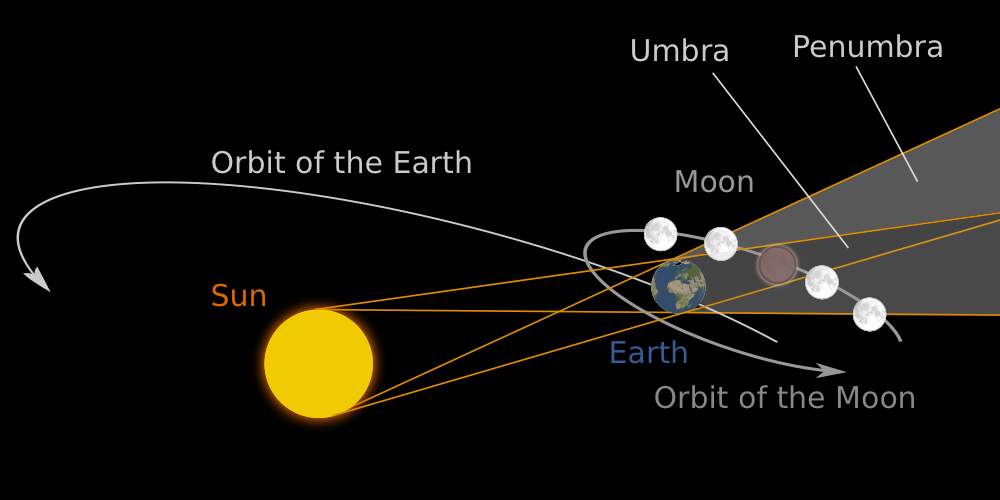 Umbra
Penumbra
Orbit of the Earth
Moon
Sun
Earth
Orbit of the Moon